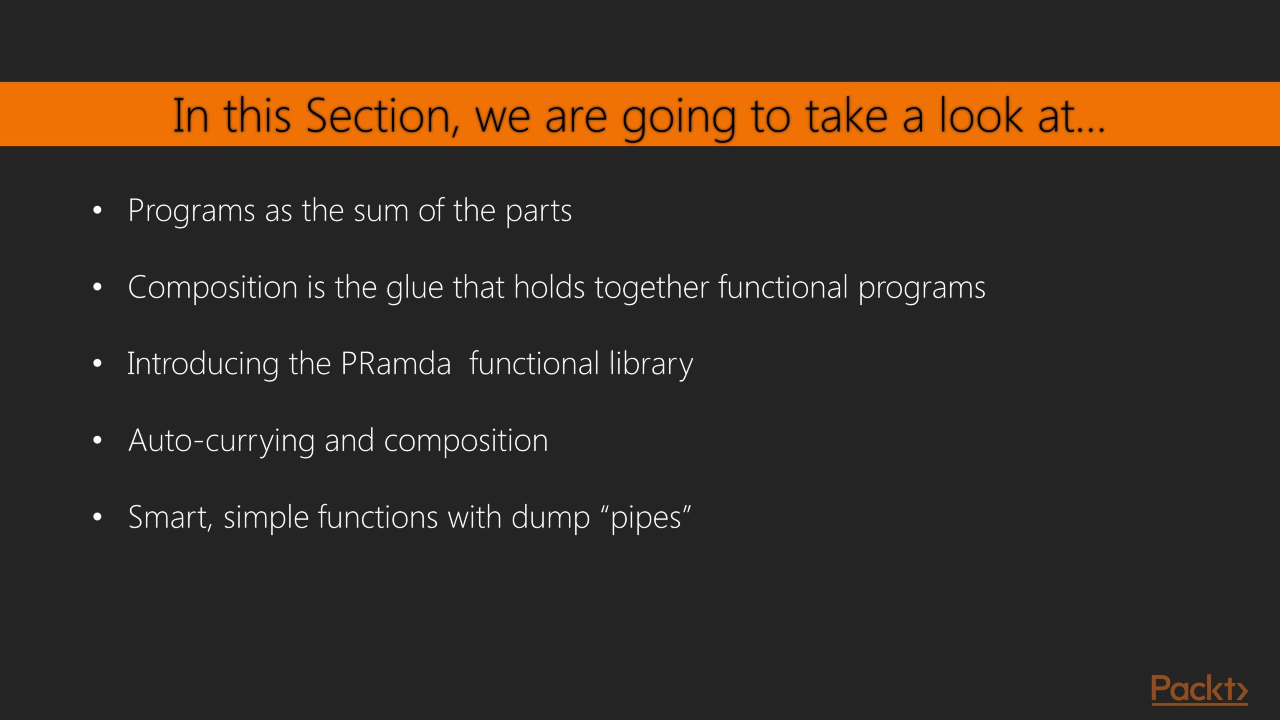 In this Section, we are going to take a look at...
• Programs as the sum of the parts
• Composition is the glue that holds together functional programs
• Introducing the PRamda  functional library
• Auto-currying and composition
• Smart, simple functions with dump “pipes”
Packt>